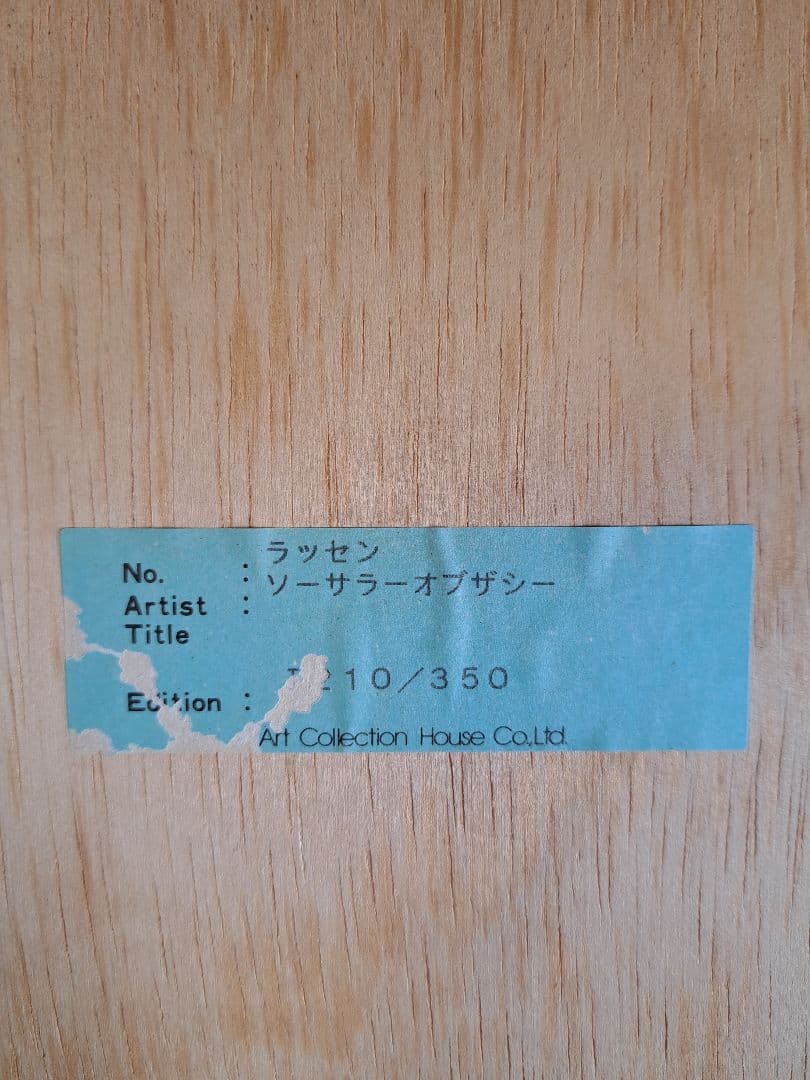 ラッセン
No. :
ソーサラーオブザシー
Artist :
Title
210/350
Edition :
Art Collection House Co.,Ltd.